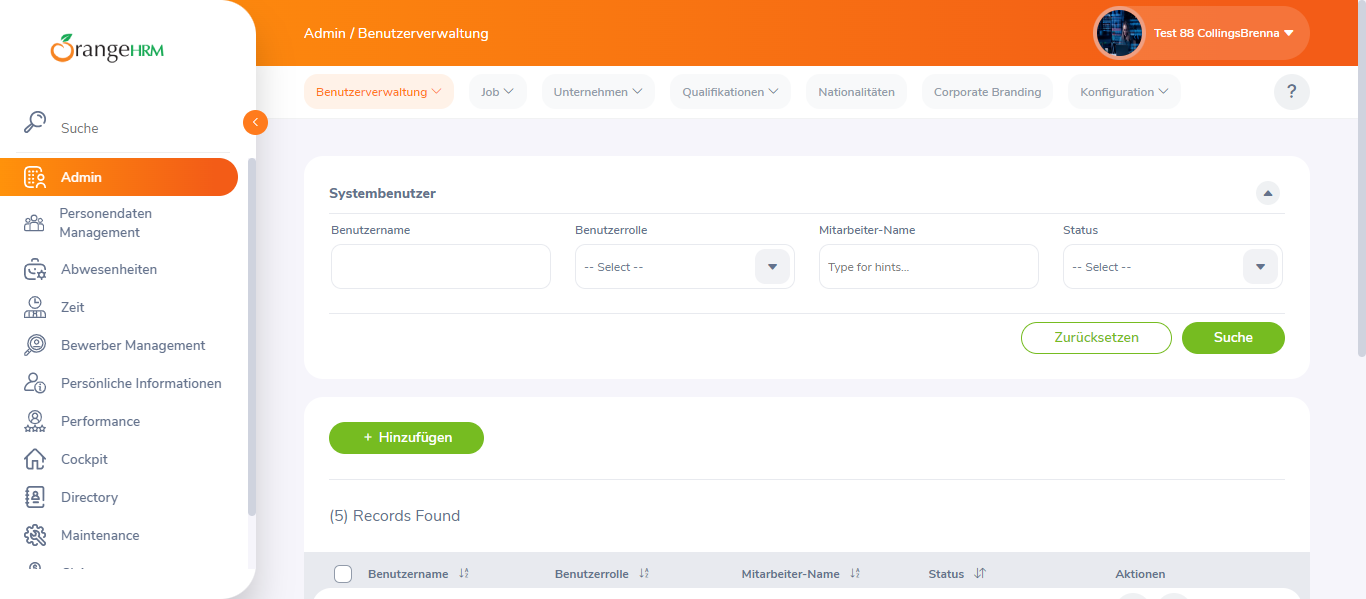 OrangeHRM
Suche
Admin
Personendaten
Management
Abwesenheiten
Zeit
Bewerber Management
Persönliche Informationen
Performance
Cockpit
Directory
Maintenance
Admin / Benutzerverwaltung
Test 88 CollingsBrenna
Benutzerverwaltung
Job
Unternehmen
Qualifikationen
Nationalitäten
Corporate Branding
Konfiguration
?
Systembenutzer
Benutzername
Benutzerrolle
Mitarbeiter-Name
Status
-- Select --
Type for hints...
-- Select --
Zurücksetzen
Suche
+ Hinzufügen
(5) Records Found
Benutzername
Benutzerrolle
Mitarbeiter-Name
Status
Aktionen